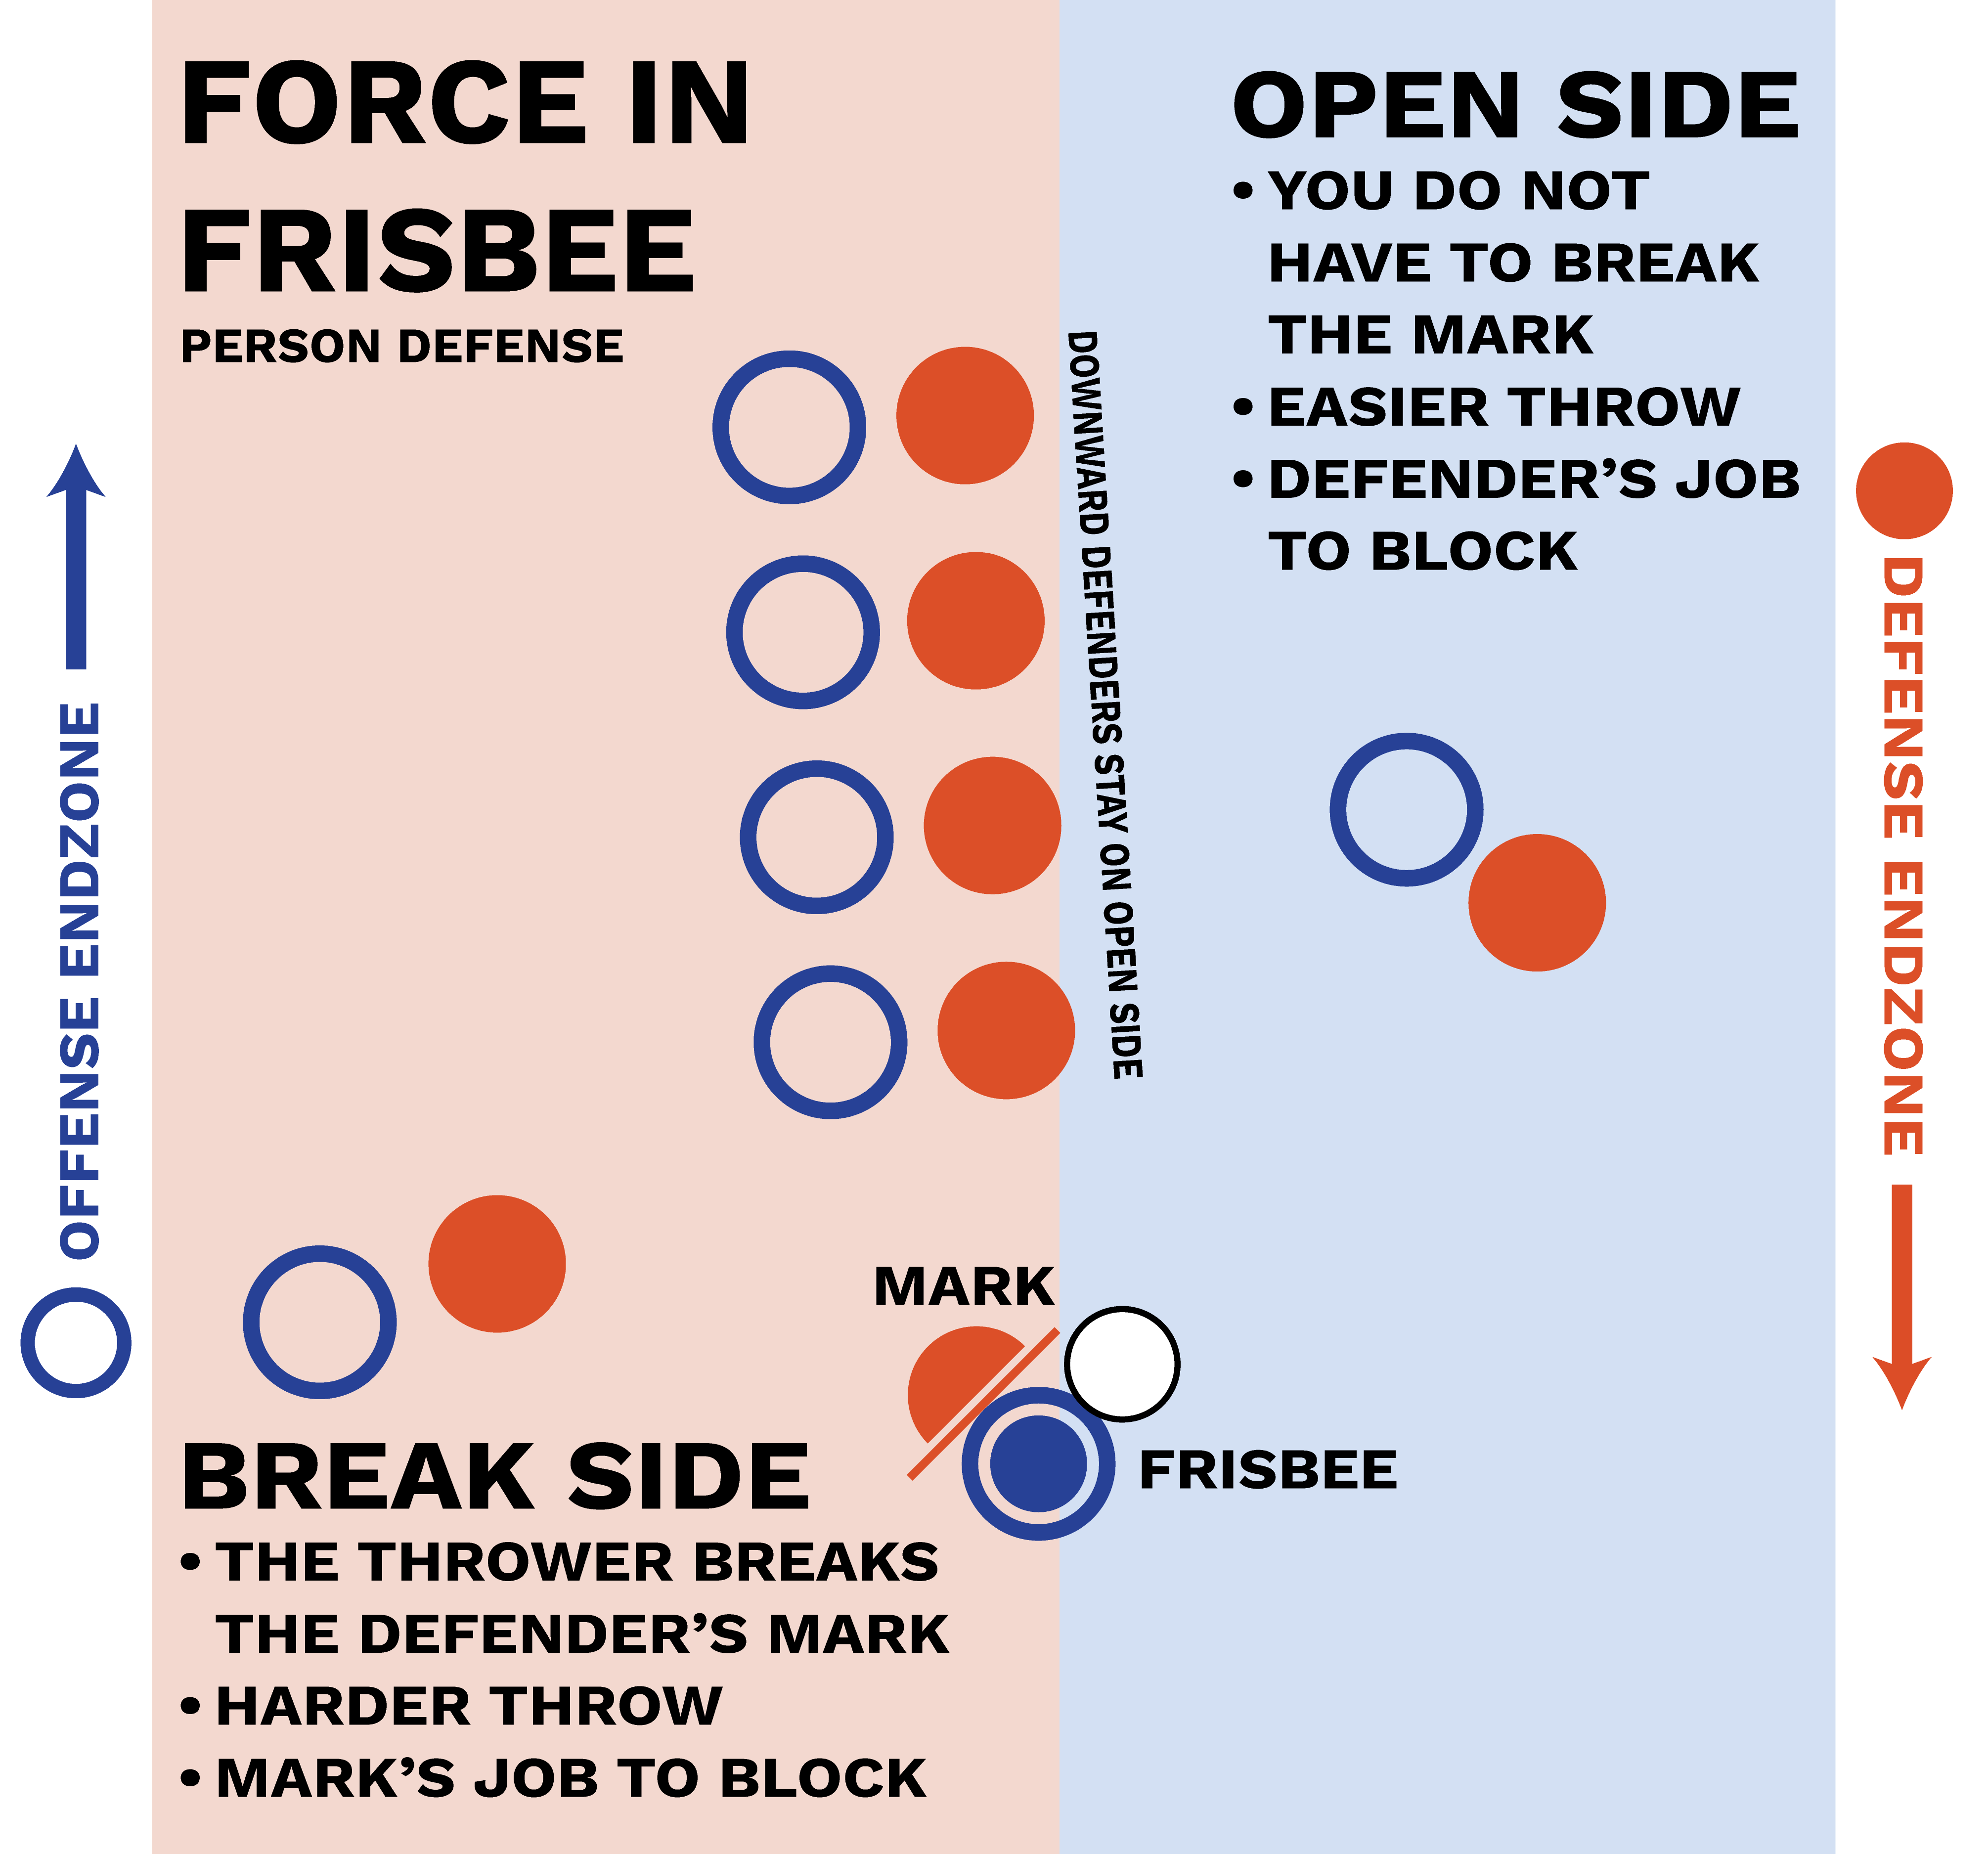 FORCE IN
FRISBEE
PERSON DEFENSE
OPEN SIDE
• YOU DO NOT
HAVE TO BREAK
THE MARK
• EASIER THROW
• DEFENDER’S JOB
TO BLOCK
DOWNWARD DEFENDERS STAY ON OPEN SIDE
OFFENSE ENDZONE
DEFENSE ENDZONE
MARK
FRISBEE
BREAK SIDE
• THE THROWER BREAKS
THE DEFENDER’S MARK
• HARDER THROW
• MARK’S JOB TO BLOCK